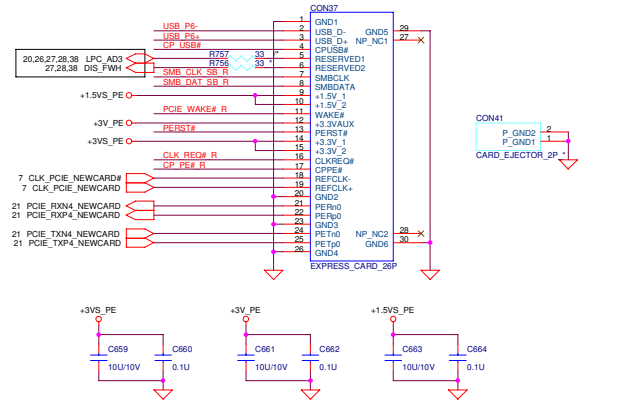 CON37
1 GND1
USB_P6- 2 USB_D- GND5 29
USB_P6+ 3 USB_D+ NP_NC1 27
CP_USB# 4 CPUSB#
20,26,27,28,38 LPC_AD3 R757 33 * 5 RESERVED1
27,28,38 DIS_FWH R756 33 * 6 RESERVED2
SMB_CLK_SB_R 7 SMBCLK
SMB_DAT_SB_R 8 SMBDATA
+1.5VS_PE 9 +1.5V_1
10 +1.5V_2
PCIE_WAKE#_R 11 WAKE#
+3V_PE 12 +3.3VAUX
PERST# 13 PERST#
+3VS_PE 14 +3.3V_1
15 +3.3V_2
CLK_REQ#_R 16 CLKREQ#
CP_PE#_R 17 CPPE#
7 CLK_PCIE_NEWCARD# 18 REFCLK-
7 CLK_PCIE_NEWCARD 19 REFCLK+
20 GND2
21 PCIE_RXN4_NEWCARD 21 PERn0
21 PCIE_RXP4_NEWCARD 22 PERp0
23 GND3
21 PCIE_TXN4_NEWCARD 24 PETn0 NP_NC2 28
21 PCIE_TXP4_NEWCARD 25 PETp0 GND6 30
26 GND4
EXPRESS_CARD_26P
CON41
P_GND2 2
P_GND1 1
CARD_EJECTOR_2P *
+3VS_PE +3V_PE +1.5VS_PE
C659 C660 C661 C662 C663 C664
10U/10V 0.1U 10U/10V 0.1U 10U/10V 0.1U